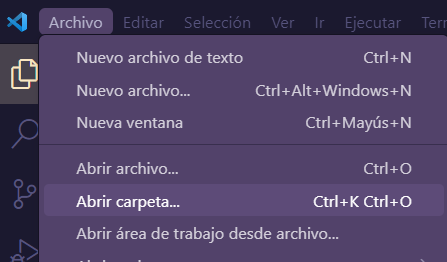 Archivo Editar Selección Ver Ir Ejecutar
Nuevo archivo de texto Ctrl+N
Nuevo archivo... Ctrl+Alt+Windows+N
Nueva ventana Ctrl+Mayús+N
Abrir archivo... Ctrl+O
Abrir carpeta... Ctrl+K Ctrl+O
Abrir área de trabajo desde archivo...